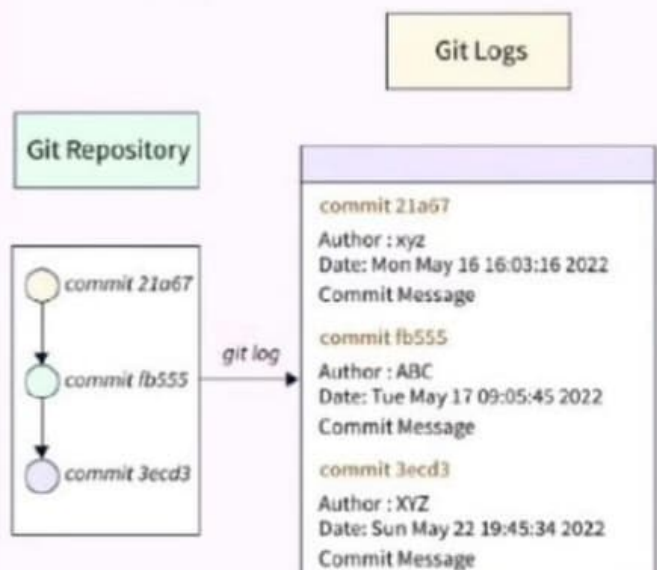 Git Logs
Git Repository
commit 21a67
commit fb555
commit 3ecd3
git log
commit 21a67
Author : xyz
Date: Mon May 16 16:03:16 2022
Commit Message
commit fb555
Author : ABC
Date: Tue May 17 09:05:45 2022
Commit Message
commit 3ecd3
Author : XYZ
Date: Sun May 22 19:45:34 2022
Commit Message